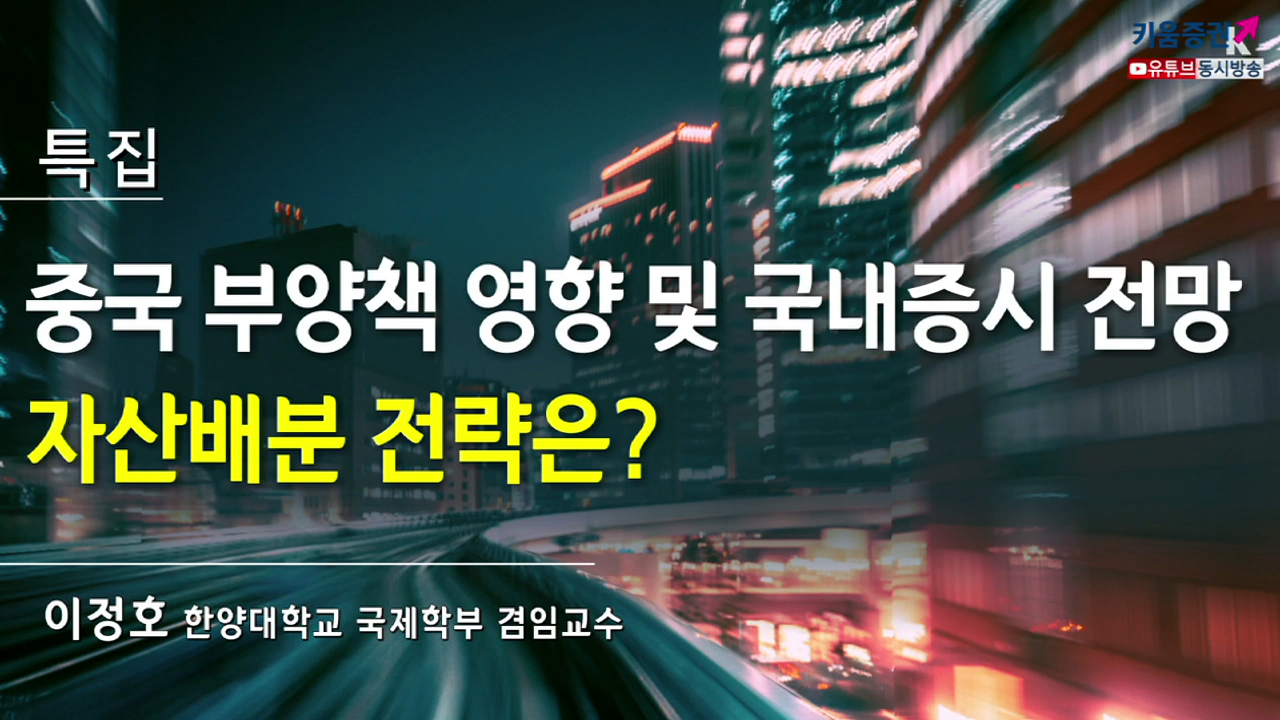 키움증권
유튜브 동시방송
특집
중국 부양책 영향 및 국내증시 전망
자산배분 전략은?
이정호 한양대학교 국제학부 겸임교수